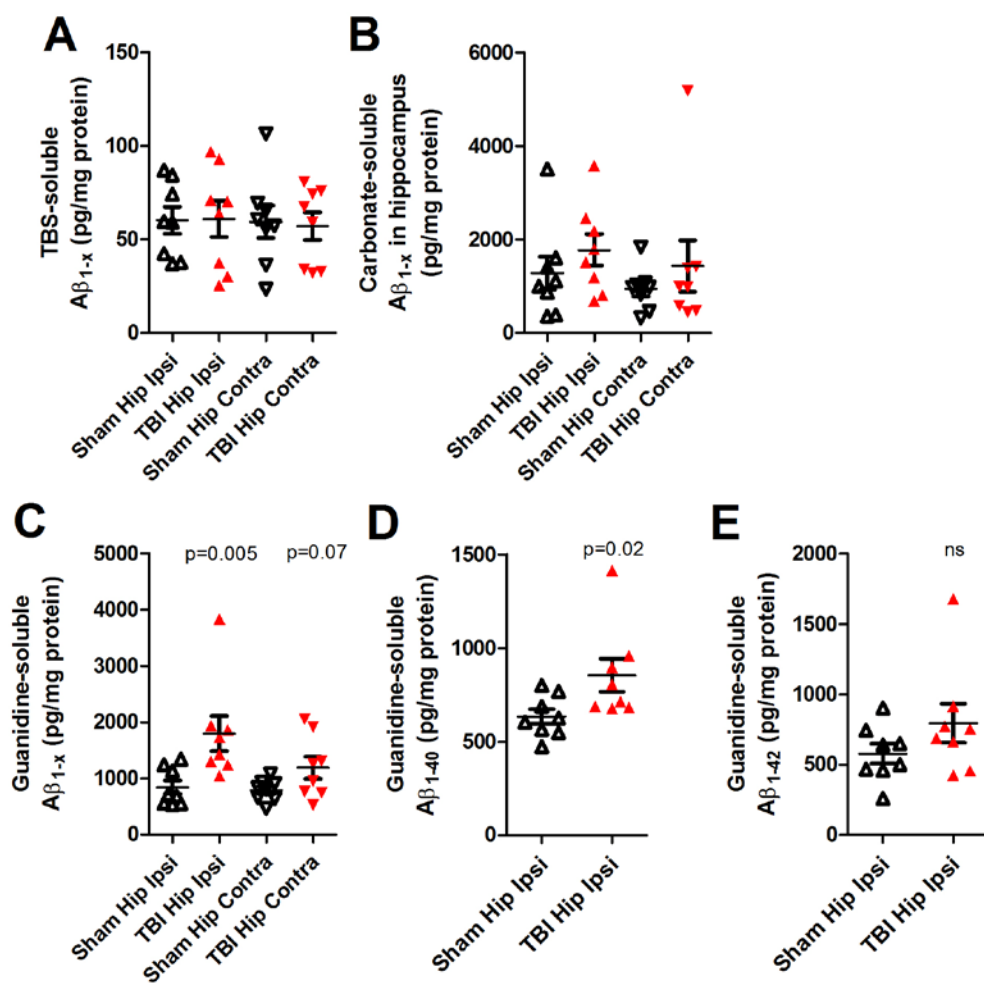 A
TBS-soluble
Aβ1-x (pg/mg protein)
150
100
50
0
Sham Hip Ipsi
TBI Hip Ipsi
Sham Hip Contra
TBI Hip Contra
B
Carbonate-soluble
Aβ1-x in hippocampus
(pg/mg protein)
6000
4000
2000
0
Sham Hip Ipsi
TBI Hip Ipsi
Sham Hip Contra
TBI Hip Contra
C
Guanidine-soluble
Aβ1-x (pg/mg protein)
p=0.005 p=0.07
5000
4000
3000
2000
1000
0
Sham Hip Ipsi
TBI Hip Ipsi
Sham Hip Contra
TBI Hip Contra
D
Guanidine-soluble
Aβ1-40 (pg/mg protein)
p=0.02
1500
1000
500
0
Sham Hip Ipsi
TBI Hip Ipsi
E
Guanidine-soluble
Aβ1-42 (pg/mg protein)
ns
2000
1500
1000
500
0
Sham Hip Ipsi
TBI Hip Ipsi